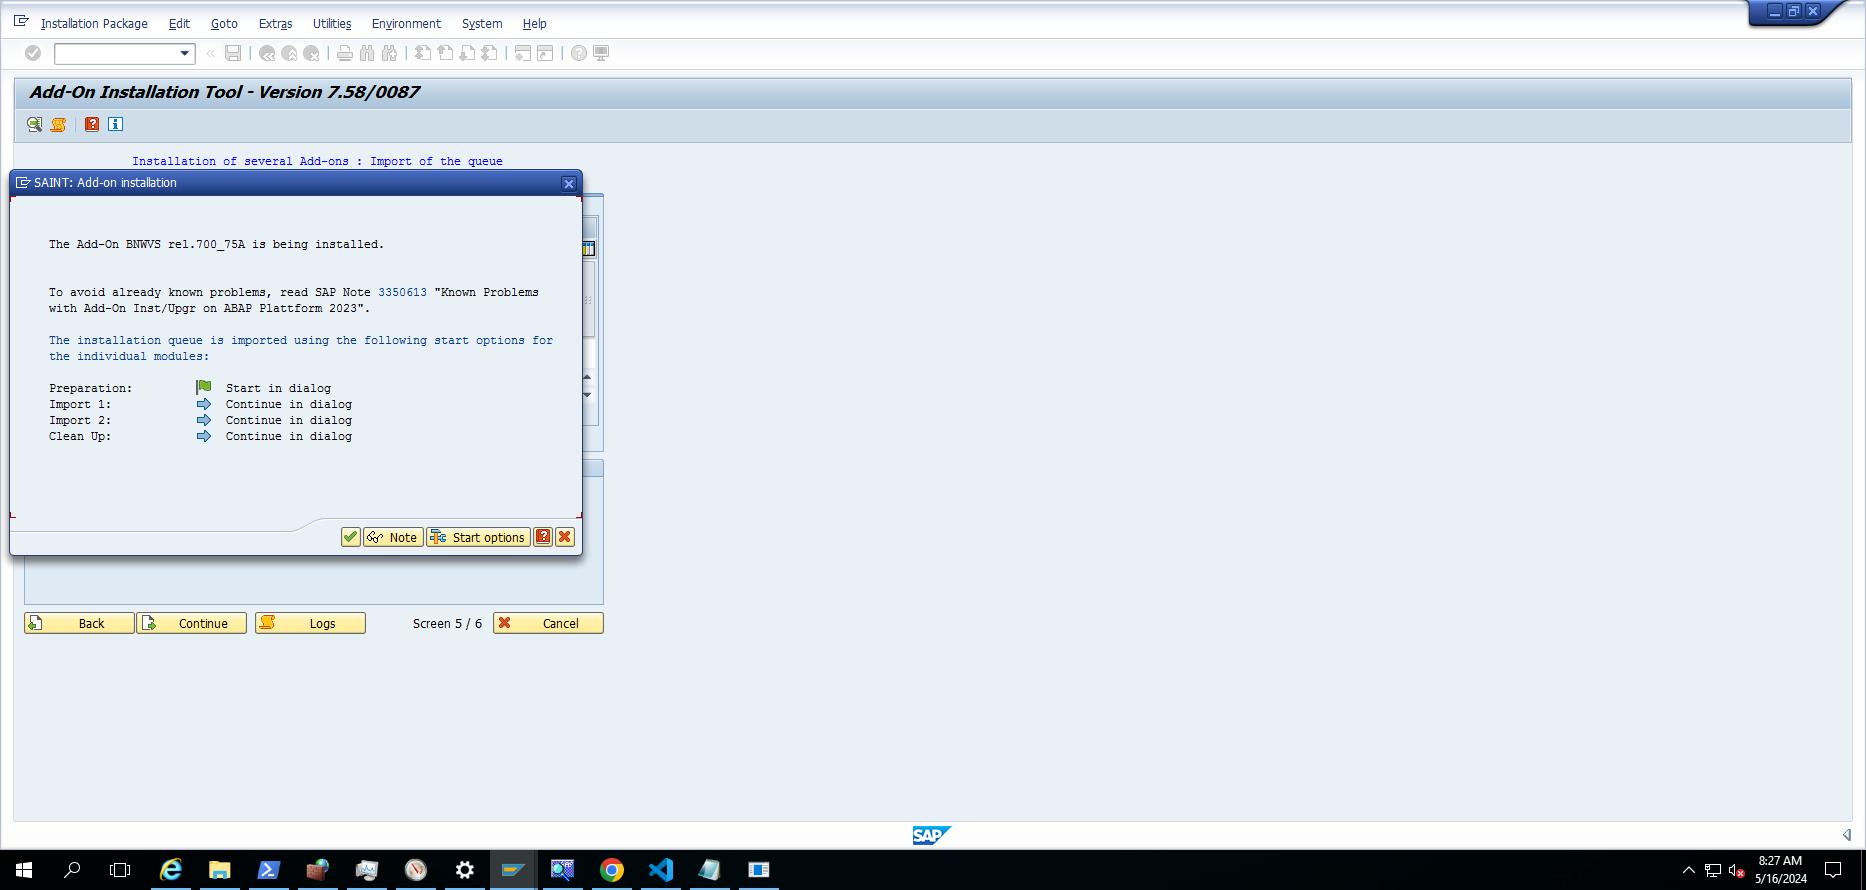 Installation Package Edit Goto Extras Utilities Environment System Help
Add-On Installation Tool - Version 7.58/0087
Installation of several Add-ons : Import of the queue
SAINT: Add-on installation
The Add-On BNWVS rel.700_75A is being installed.
To avoid already known problems, read SAP Note 3350613 "Known Problems
with Add-On Inst/Upgr on ABAP Plattform 2023".
The installation queue is imported using the following start options for
the individual modules:
Preparation: Start in dialog
Import 1: Continue in dialog
Import 2: Continue in dialog
Clean Up: Continue in dialog
Note Start options
Back Continue Logs Screen 5 / 6 Cancel
SAP
8:27 AM
5/16/2024